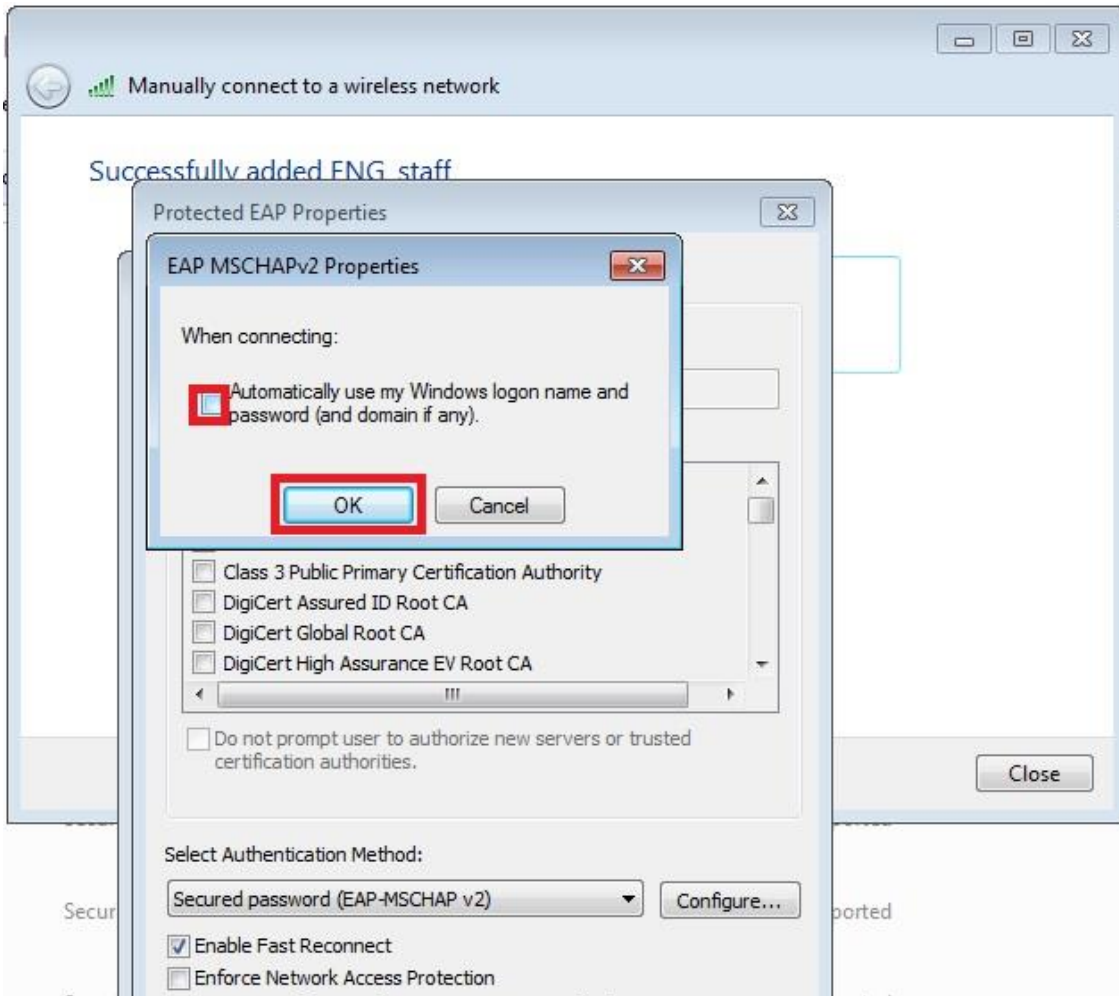 Manually connect to a wireless network
Successfully added ENG_staff
Protected EAP Properties
EAP MSCHAPv2 Properties
When connecting:
Automatically use my Windows logon name and
password (and domain if any).
OK
Cancel
Class 3 Public Primary Certification Authority
DigiCert Assured ID Root CA
DigiCert Global Root CA
DigiCert High Assurance EV Root CA
Do not prompt user to authorize new servers or trusted
certification authorities.
Close
Select Authentication Method:
Secured password (EAP-MSCHAP v2)
Configure...
Enable Fast Reconnect
Enforce Network Access Protection